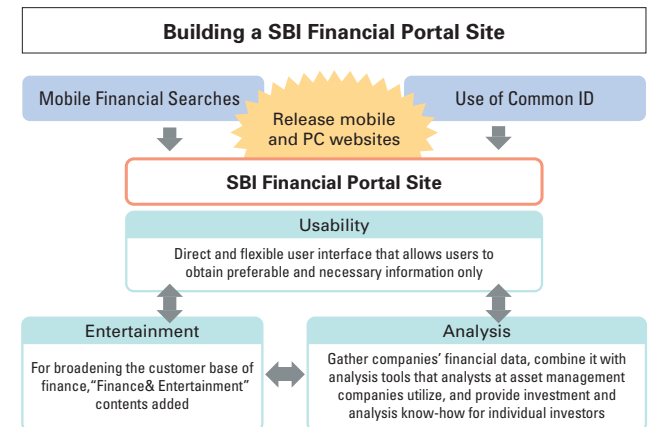 Building a SBI Financial Portal Site
Mobile Financial Searches
Release mobile
and PC websites
Use of Common ID
SBI Financial Portal Site
Usability
Direct and flexible user interface that allows users to
obtain preferable and necessary information only
Entertainment
For broadening the customer base of
finance,“Finance& Entertainment”
contents added
Analysis
Gather companies’ financial data, combine it with
analysis tools that analysts at asset management
companies utilize, and provide investment and
analysis know-how for individual investors